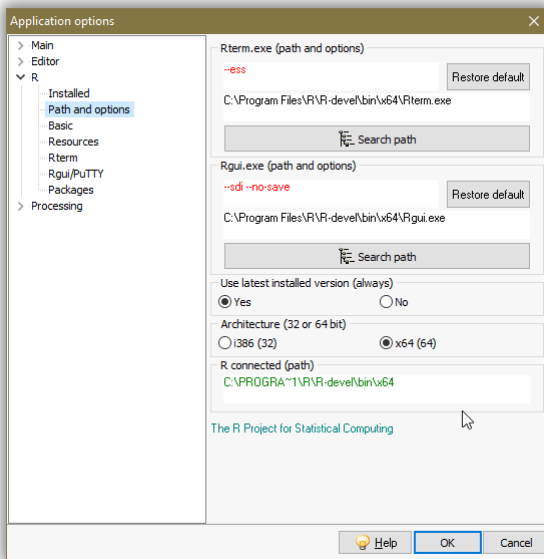 Application options
Main
Editor
R
Installed
Path and options
Basic
Resources
Rterm
Rgui/PuTTY
Packages
Processing
Rterm.exe (path and options)
--ess
Restore default
C:\Program Files\R\R-devel\bin\x64\Rterm.exe
Search path
Rgui.exe (path and options)
--sdi --no-save
Restore default
C:\Program Files\R\R-devel\bin\x64\Rgui.exe
Search path
Use latest installed version (always)
Yes No
Architecture (32 or 64 bit)
i386 (32) x64 (64)
R connected (path)
C:\PROGRA~1\R\R-devel\bin\x64
The R Project for Statistical Computing
Help OK Cancel